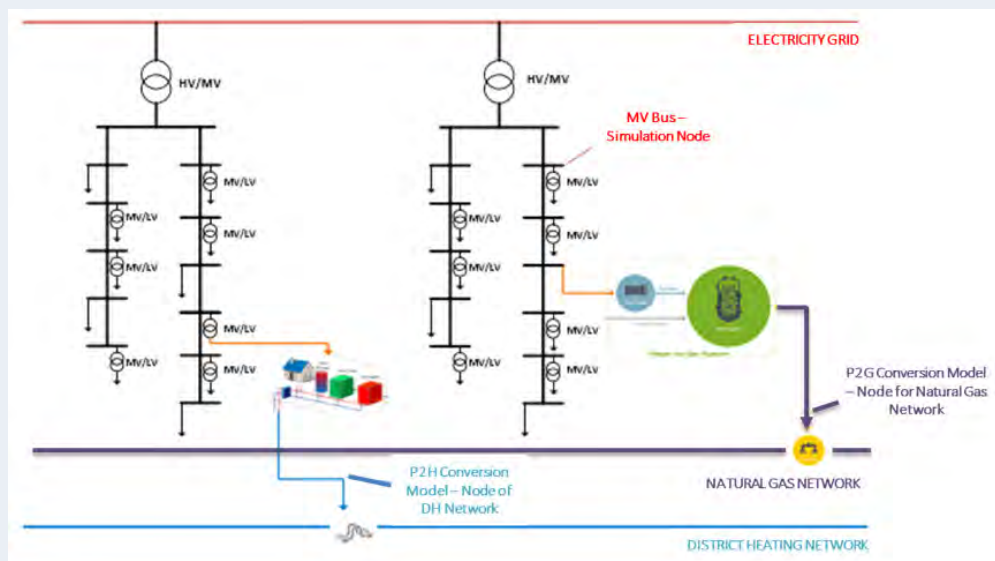 ELECTRICITY GRID
HV/MV
HV/MV
MV Bus –
Simulation Node
MV/LV
MV/LV
MV/LV
MV/LV
MV/LV
MV/LV
MV/LV
MV/LV
MV/LV
MV/LV
MV/LV
MV/LV
MV/LV
MV/LV
P2G Conversion Model
– Node for Natural Gas
Network
P2H Conversion
Model – Node of
DH Network
NATURAL GAS NETWORK
DISTRICT HEATING NETWORK